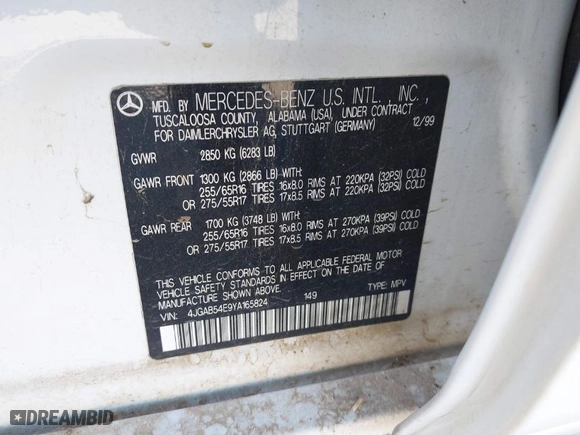 MFD. BY MERCEDES-BENZ U.S. INTL., INC.,
TUSCALOOSA COUNTY, ALABAMA (USA), UNDER CONTRACT
FOR DAIMLERCHRYSLER AG, STUTTGART (GERMANY) 12/99
GVWR 2850 KG (6283 LB)
GAWR FRONT 1300 KG (2866 LB) WITH:
255/65R16 TIRES 16x8.0 RIMS AT 220KPA (32PSI) COLD
OR 275/55R17 TIRES 17x8.5 RIMS AT 220KPA (32PSI) COLD
GAWR REAR 1700 KG (3748 LB) WITH:
255/65R16 TIRES 16x8.0 RIMS AT 270KPA (39PSI) COLD
OR 275/55R17 TIRES 17x8.5 RIMS AT 270KPA (39PSI) COLD
THIS VEHICLE CONFORMS TO ALL APPLICABLE FEDERAL MOTOR
VEHICLE SAFETY STANDARDS IN EFFECT ON THE DATE OF
MANUFACTURE SHOWN ABOVE.
VIN: 4JGAB54E9YA165824 149 TYPE: MPV
DREAMBID